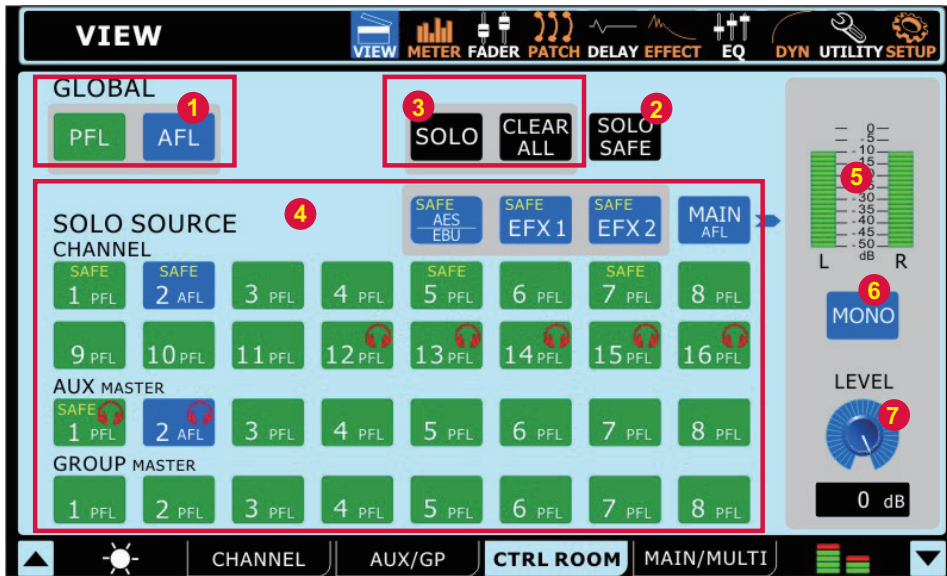 VIEW
VIEW METER FADER PATCH DELAY EFFECT EQ DYN UTILITY SETUP
GLOBAL
1
PFL AFL
3
SOLO
CLEAR
ALL
2
SOLO
SAFE
4
SOLO SOURCE
SAFE
AES
EBU
SAFE
EFX 1
SAFE
EFX 2
MAIN
AFL
CHANNEL
SAFE SAFE SAFE SAFE
1 PFL 2 AFL 3 PFL 4 PFL 5 PFL 6 PFL 7 PFL 8 PFL
9 PFL 10 PFL 11 PFL 12 PFL 13 PFL 14 PFL 15 PFL 16 PFL
AUX MASTER
SAFE
1 PFL 2 AFL 3 PFL 4 PFL 5 PFL 6 PFL 7 PFL 8 PFL
GROUP MASTER
1 PFL 2 PFL 3 PFL 4 PFL 5 PFL 6 PFL 7 PFL 8 PFL
0
-5
-10
-15
5
-30
-35
-40
-45
-50
dB
L R
6
MONO
LEVEL
7
0 dB
CHANNEL AUX/GP CTRL ROOM MAIN/MULTI